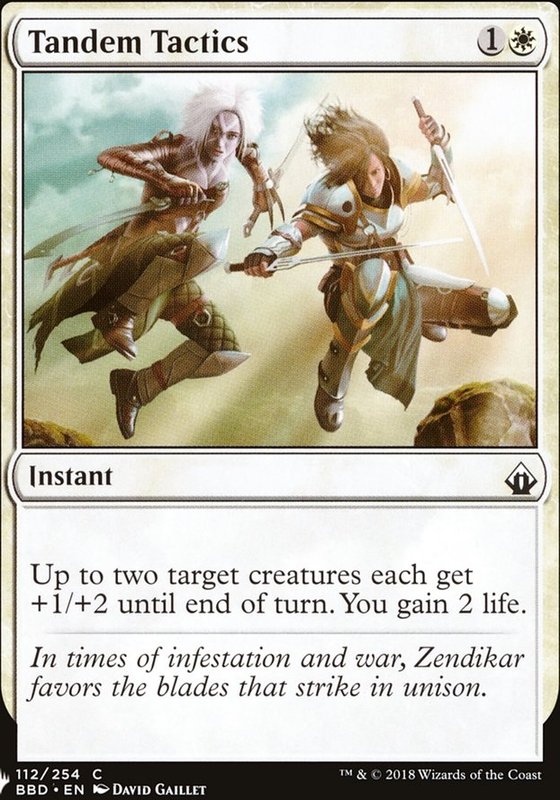 Tandem Tactics 1
Instant
Up to two target creatures each get
+1/+2 until end of turn. You gain 2 life.
In times of infestation and war, Zendikar
favors the blades that strike in unison.
112/254 C
BBD • EN DAVID GAILLET
™ & © 2018 Wizards of the Coast